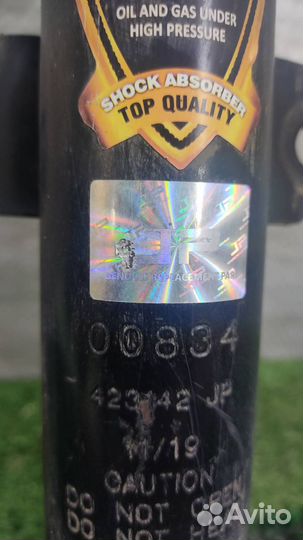 OIL AND GAS UNDER
HIGH PRESSURE
SHOCK ABSORBER
TOP QUALITY
00834
423142 JP
11/19
CAUTION
DO NOT OPEN
DO NOT
Avito